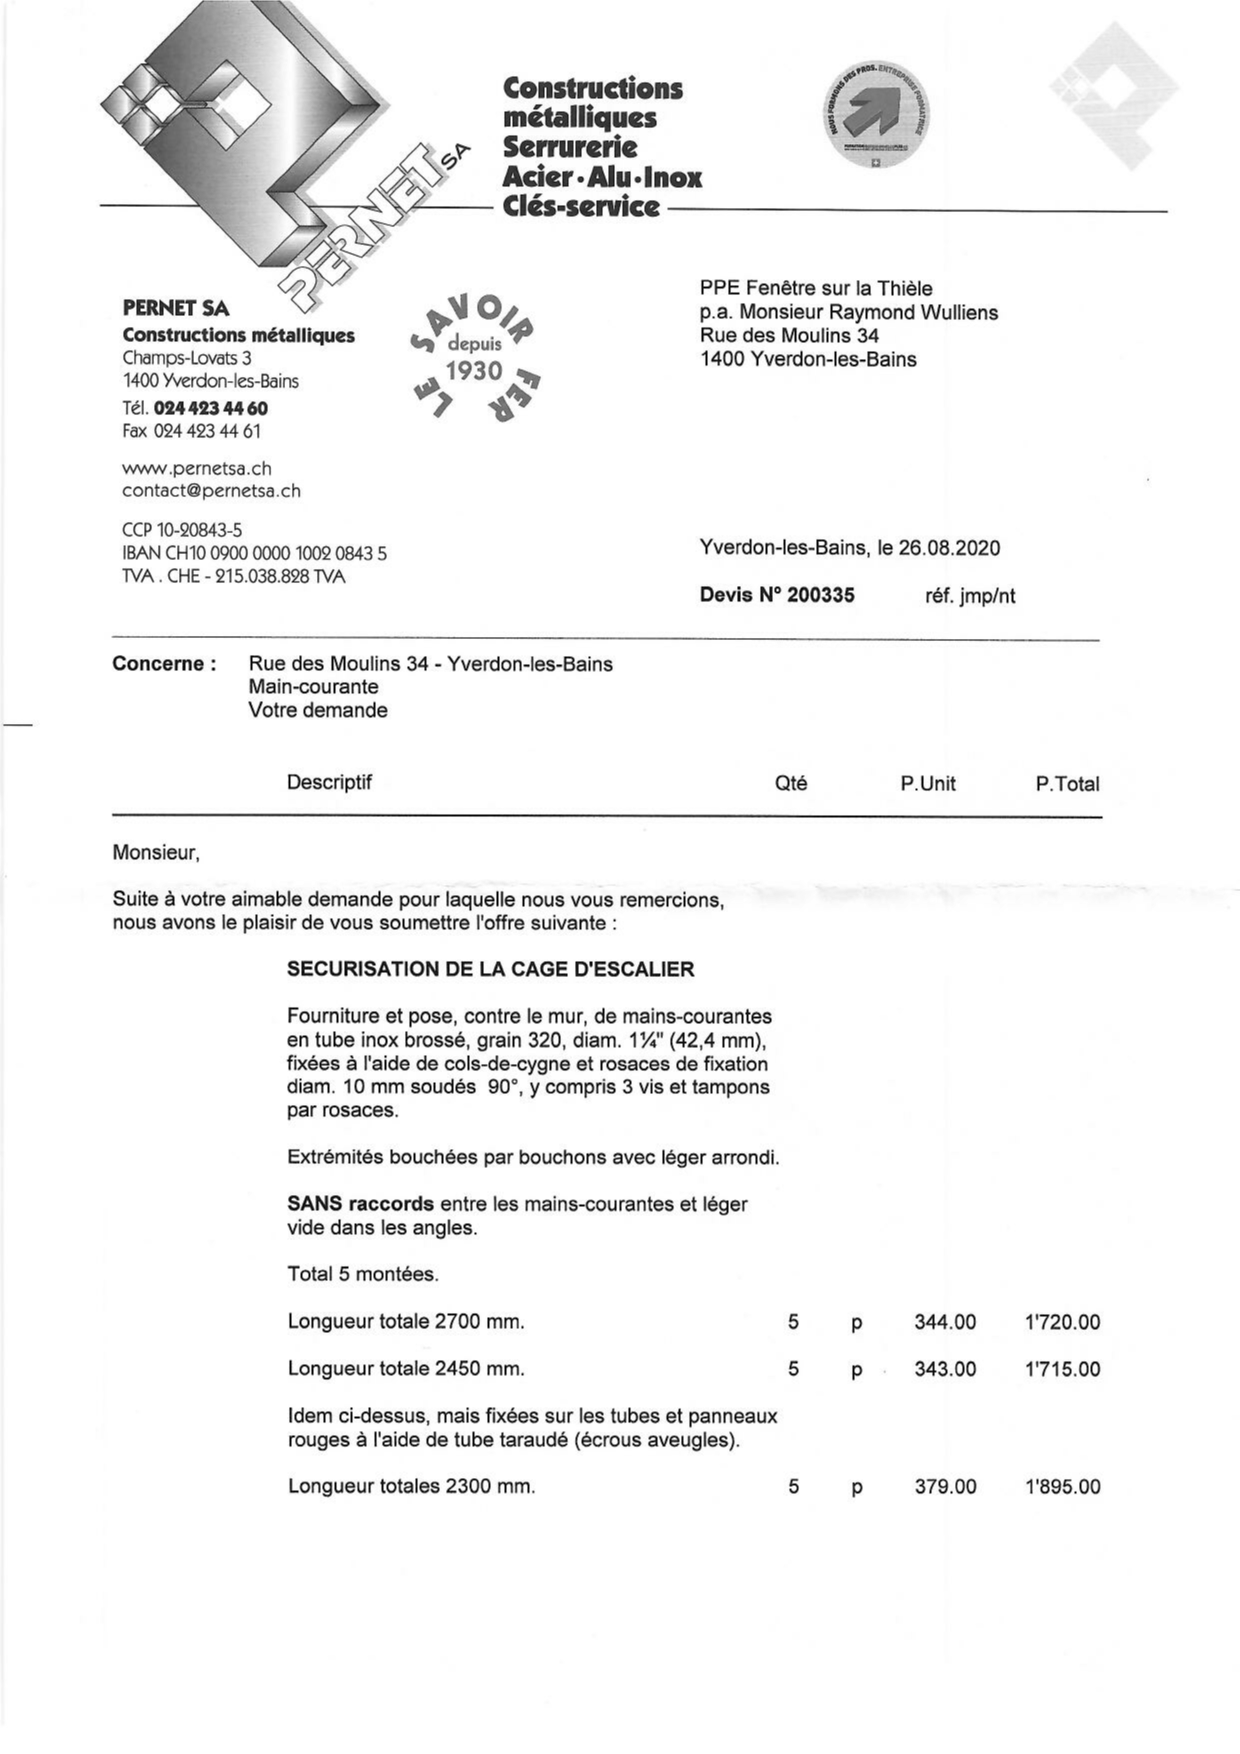 PERNET SA
Constructions
métalliques
Serrurerie
Acier · Alu · Inox
Clés-service
NOUS FORMONS DES PROS. ENTREPRISE FORMATRICE
PERNET SA
Constructions métalliques
Champs-Lovats 3
1400 Yverdon-les-Bains
Tél. 024 423 44 60
Fax 024 423 44 61
www.pernetsa.ch
contact@pernetsa.ch
CCP 10-20843-5
IBAN CH10 0900 0000 1002 0843 5
TVA . CHE - 215.038.828 TVA
LE SAVOIR FER
depuis
1930
PPE Fenêtre sur la Thièle
p.a. Monsieur Raymond Wulliens
Rue des Moulins 34
1400 Yverdon-les-Bains
Yverdon-les-Bains, le 26.08.2020
Devis N° 200335 réf. jmp/nt
Concerne : Rue des Moulins 34 - Yverdon-les-Bains
Main-courante
Votre demande
Descriptif Qté P.Unit P.Total
Monsieur,
Suite à votre aimable demande pour laquelle nous vous remercions,
nous avons le plaisir de vous soumettre l'offre suivante :
SECURISATION DE LA CAGE D'ESCALIER
Fourniture et pose, contre le mur, de mains-courantes
en tube inox brossé, grain 320, diam. 1¼" (42,4 mm),
fixées à l'aide de cols-de-cygne et rosaces de fixation
diam. 10 mm soudés 90°, y compris 3 vis et tampons
par rosaces.
Extrémités bouchées par bouchons avec léger arrondi.
SANS raccords entre les mains-courantes et léger
vide dans les angles.
Total 5 montées.
Longueur totale 2700 mm. 5 p 344.00 1'720.00
Longueur totale 2450 mm. 5 p 343.00 1'715.00
Idem ci-dessus, mais fixées sur les tubes et panneaux
rouges à l'aide de tube taraudé (écrous aveugles).
Longueur totales 2300 mm. 5 p 379.00 1'895.00